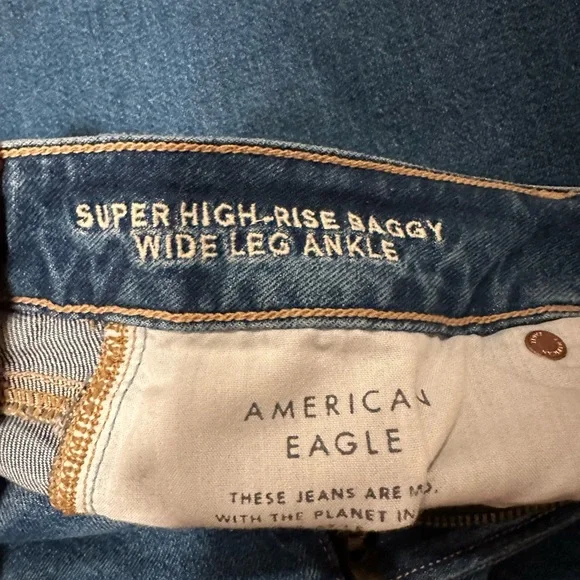 SUPER HIGH-RISE BAGGY
WIDE LEG ANKLE
AMERICAN
EAGLE
THESE JEANS ARE
WITH THE PLANET IN